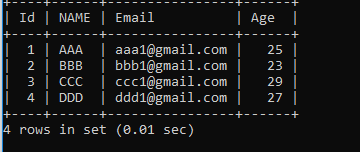 | Id | NAME | Email | Age |
| 1 | AAA | aaa1@gmail.com | 25 |
| 2 | BBB | bbb1@gmail.com | 23 |
| 3 | CCC | ccc1@gmail.com | 29 |
| 4 | DDD | ddd1@gmail.com | 27 |
4 rows in set (0.01 sec)